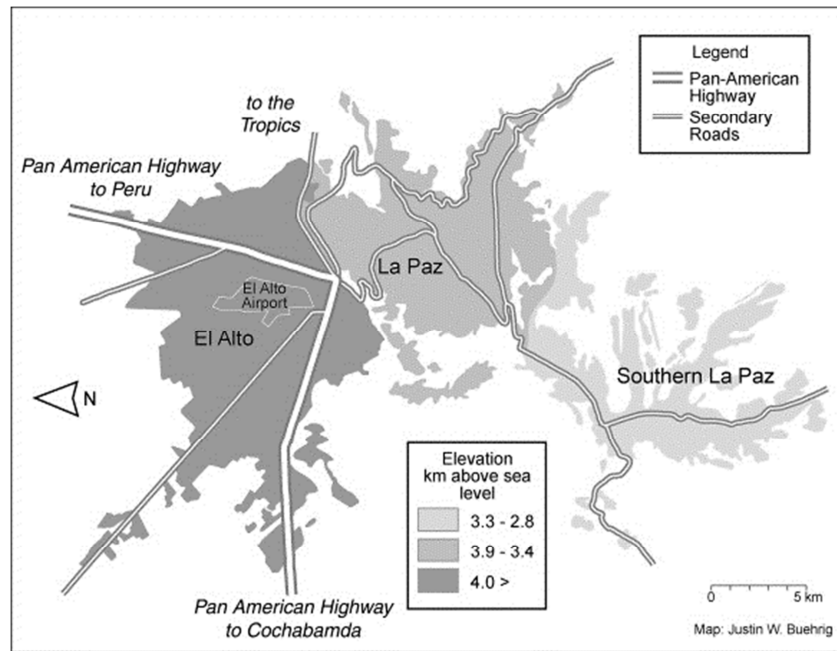 Legend
Pan-American
Highway
Secondary
Roads
to the
Tropics
Pan American Highway
to Peru
La Paz
El Alto
Airport
El Alto
N
Southern La Paz
Elevation
km above sea
level
3.3 - 2.8
3.9 - 3.4
4.0 >
Pan American Highway
to Cochabamda
0 5 km
Map: Justin W. Buehrig